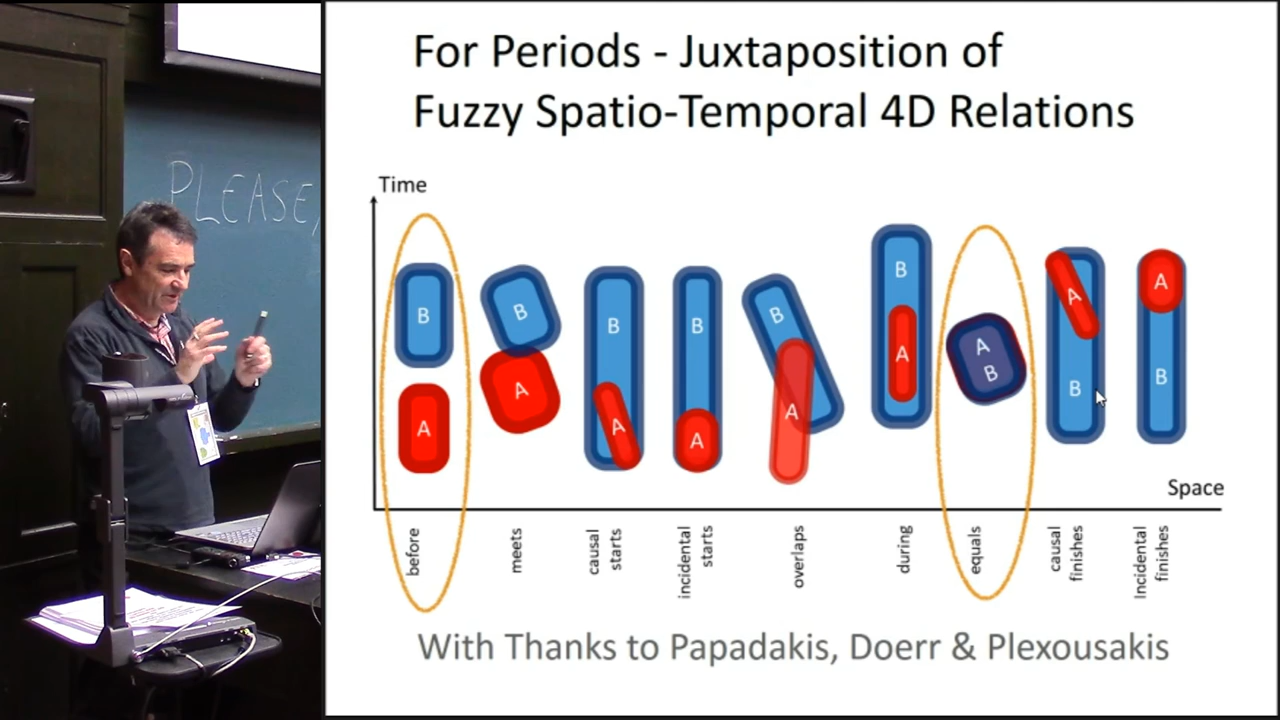 PLEASE,
For Periods - Juxtaposition of
Fuzzy Spatio-Temporal 4D Relations
Time
B
A
B
A
B
A
B
A
B
A
B
A
A
B
A
B
A
B
Space
before
meets
causal
starts
incidental
starts
overlaps
during
equals
causal
finishes
Incidental
finishes
With Thanks to Papadakis, Doerr & Plexousakis